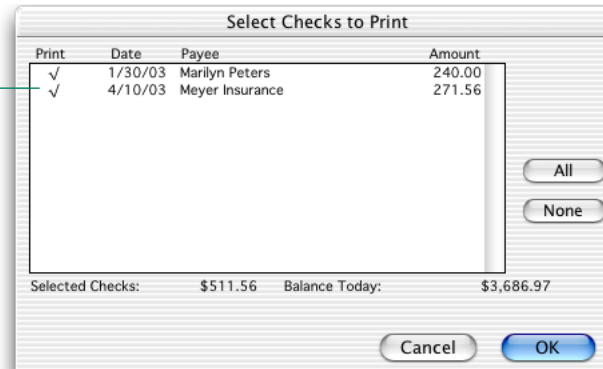 Select Checks to Print
Print Date Payee Amount
√ 1/30/03 Marilyn Peters 240.00
√ 4/10/03 Meyer Insurance 271.56
All
None
Selected Checks: $511.56 Balance Today: $3,686.97
Cancel OK